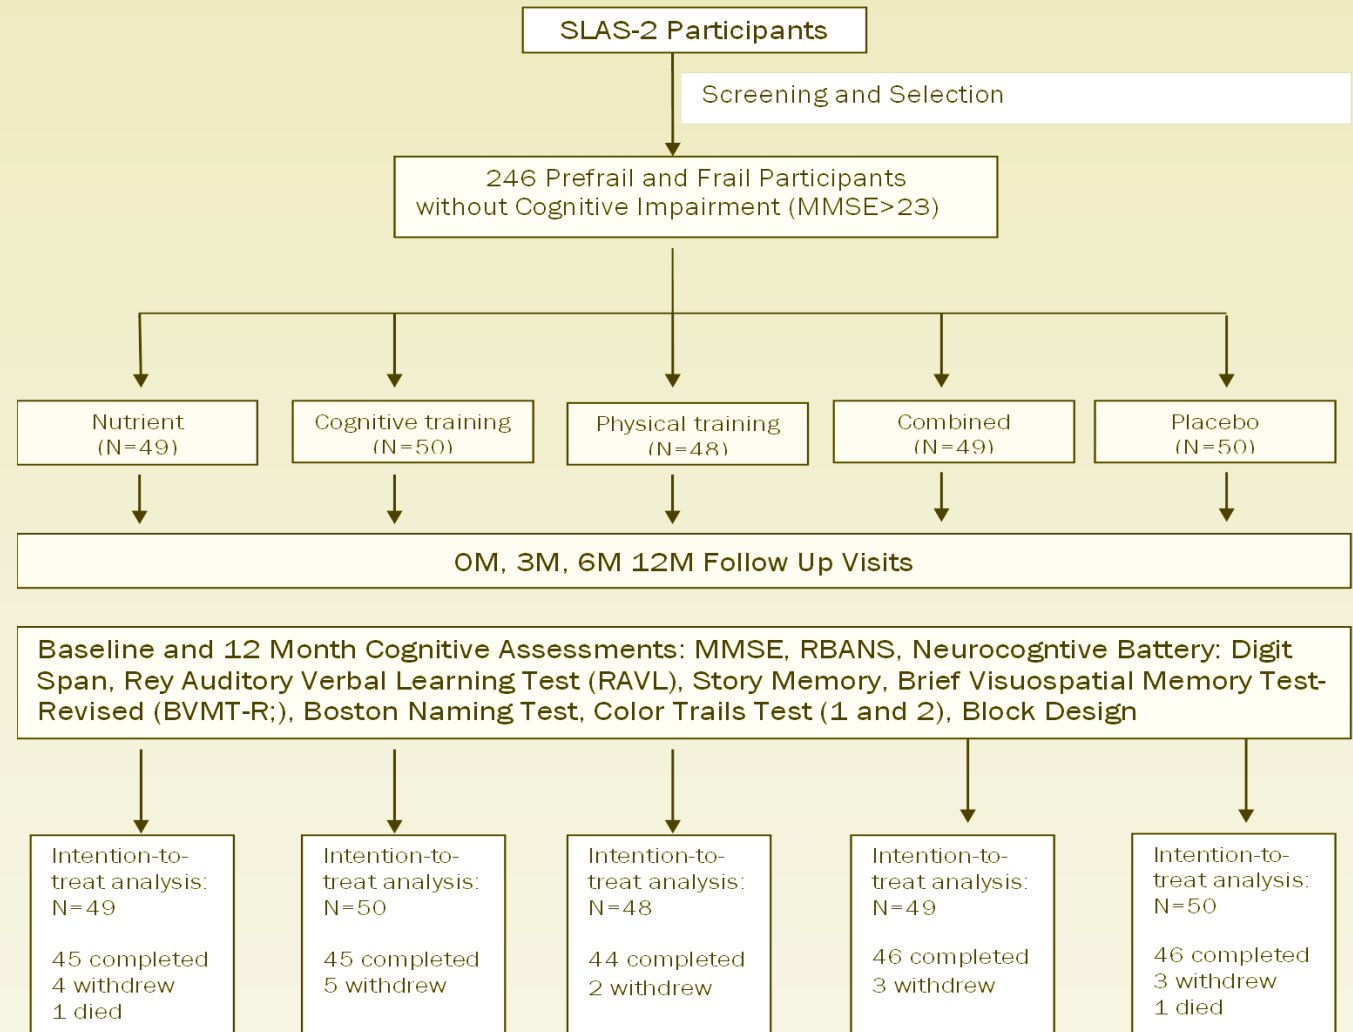 SLAS-2 Participants
Screening and Selection
246 Prefrail and Frail Participants
without Cognitive Impairment (MMSE>23)
Nutrient
(N=49)
Cognitive training
(N=50)
Physical training
(N=48)
Combined
(N=49)
Placebo
(N=50)
0M, 3M, 6M 12M Follow Up Visits
Baseline and 12 Month Cognitive Assessments: MMSE, RBANS, Neurocogntive Battery: Digit
Span, Rey Auditory Verbal Learning Test (RAVL), Story Memory, Brief Visuospatial Memory Test-
Revised (BVMT-R;), Boston Naming Test, Color Trails Test (1 and 2), Block Design
Intention-to-
treat analysis:
N=49
45 completed
4 withdrew
1 died
Intention-to-
treat analysis:
N=50
45 completed
5 withdrew
Intention-to-
treat analysis:
N=48
44 completed
2 withdrew
Intention-to-
treat analysis:
N=49
46 completed
3 withdrew
Intention-to-
treat analysis:
N=50
46 completed
3 withdrew
1 died